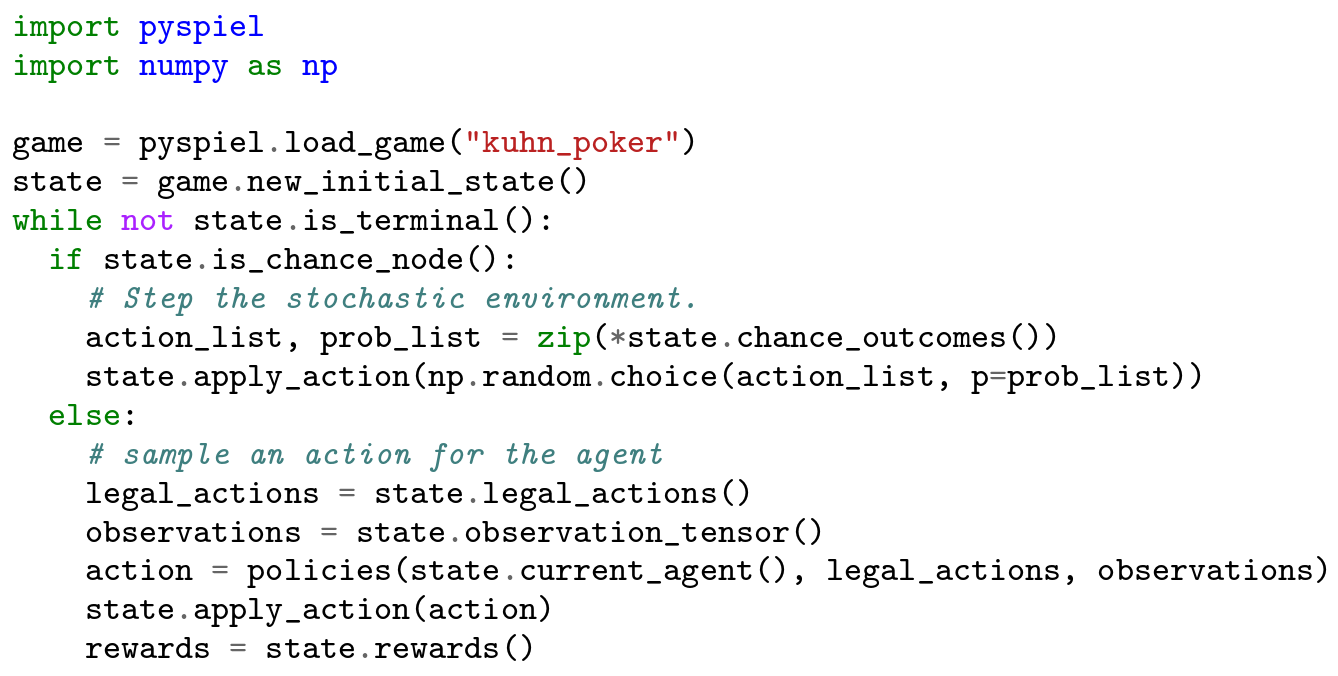 import pyspiel
import numpy as np

game = pyspiel.load_game("kuhn_poker")
state = game.new_initial_state()
while not state.is_terminal():
  if state.is_chance_node():
    # Step the stochastic environment.
    action_list, prob_list = zip(*state.chance_outcomes())
    state.apply_action(np.random.choice(action_list, p=prob_list))
  else:
    # sample an action for the agent
    legal_actions = state.legal_actions()
    observations = state.observation_tensor()
    action = policies(state.current_agent(), legal_actions, observations)
    state.apply_action(action)
    rewards = state.rewards()